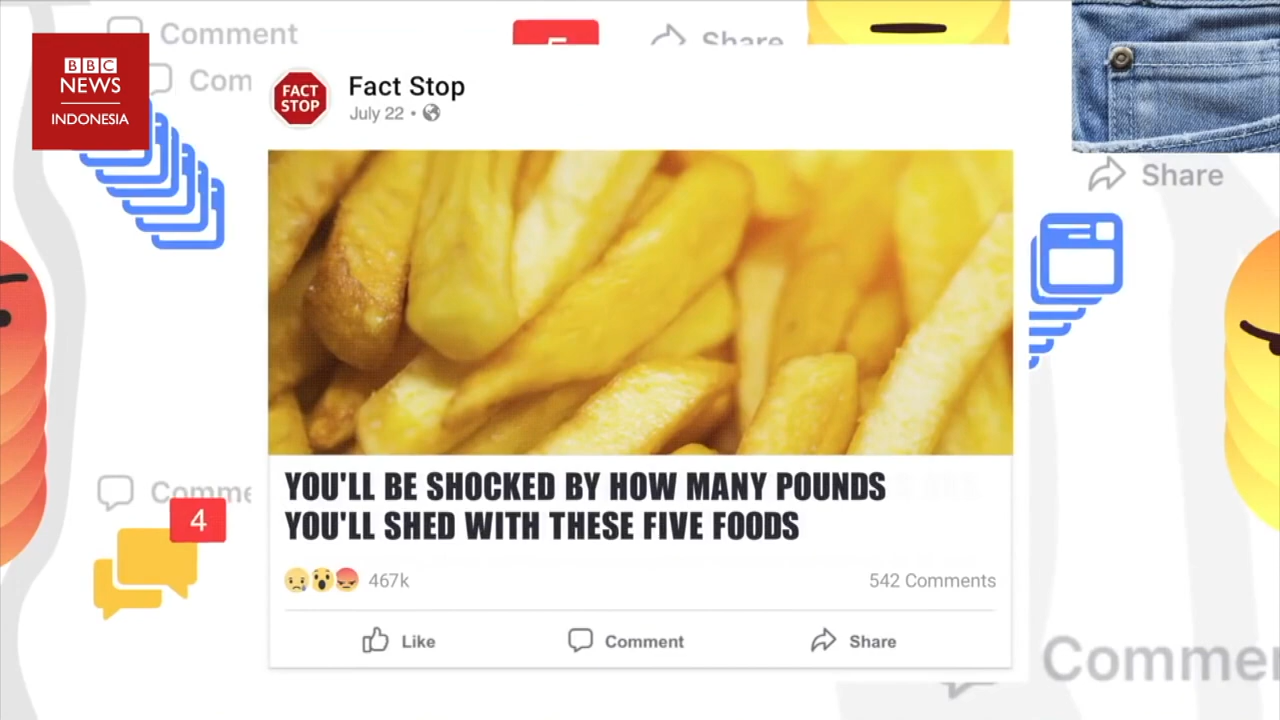 Comment
Share
Com
BBC
NEWS
INDONESIA
FACT
STOP
Fact Stop
July 22
Share
YOU'LL BE SHOCKED BY HOW MANY POUNDS
YOU'LL SHED WITH THESE FIVE FOODS
Comme
4
467k
542 Comments
Like
Comment
Share
Commen